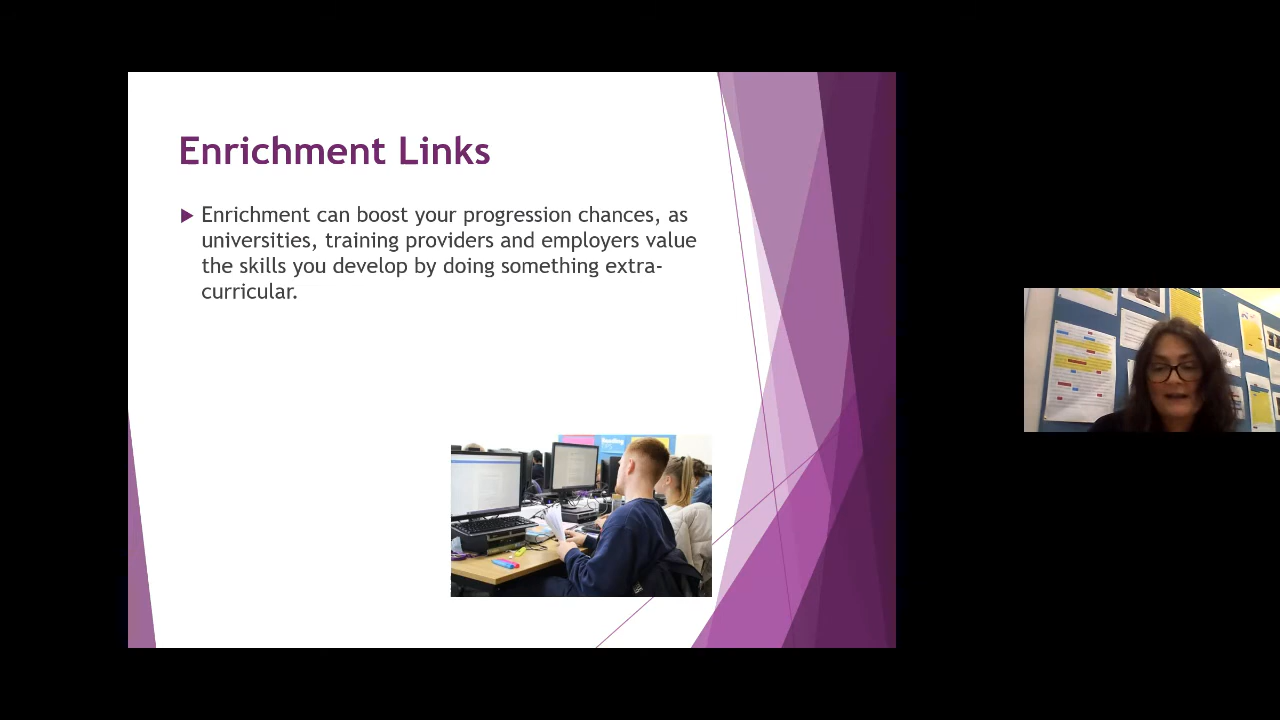 Enrichment Links
Enrichment can boost your progression chances, as
universities, training providers and employers value
the skills you develop by doing something extra-
curricular.